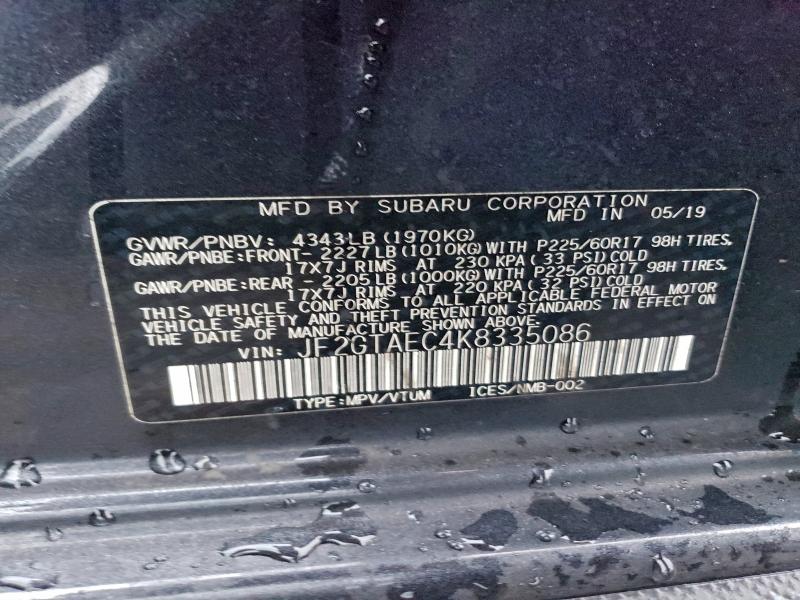 MFD BY SUBARU CORPORATION
MFD IN 05/19
GVWR/PNBV: 4343LB (1970KG)
GAWR/PNBE:FRONT- 2227LB (1010KG)WITH P225/60R17 98H TIRES,
17X7J RIMS AT 230 KPA ( 33 PSI)COLD
GAWR/PNBE:REAR - 2205LB (1000KG)WITH P225/60R17 98H TIRES,
17X7J RIMS AT 220 KPA ( 32 PSI)COLD
THIS VEHICLE CONFORMS TO ALL APPLICABLE FEDERAL MOTOR
VEHICLE SAFETY AND THEFT PREVENTION STANDARDS IN EFFECT ON
THE DATE OF MANUFACTURE SHOWN ABOVE.
VIN: JF2GTAEC4K8335086
TYPE:MPV/VTUM ICES/NMB-002